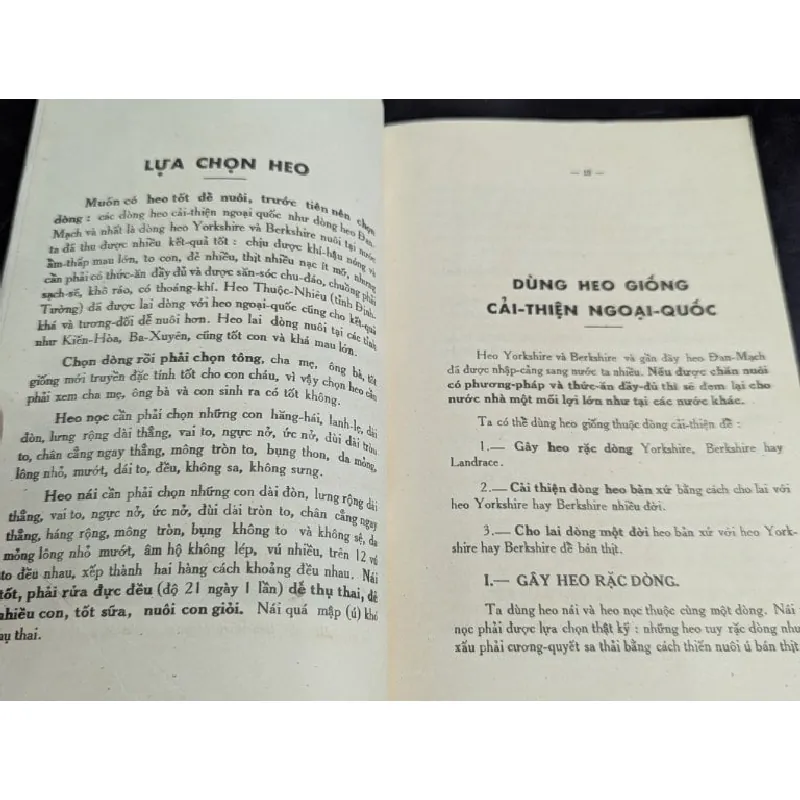 LỰA CHỌN HEO
Muốn có heo tốt dễ nuôi, trước tiên nên chọn
dòng : các dòng heo cải-thiện ngoại quốc như dòng heo Đan-
Mạch và nhất là dòng heo Yorkshire và Berkshire nuôi tại nước
ta đã thu được nhiều kết-quả tốt : chịu được khí-hậu nóng và
ẩm-thấp mau lớn, to con, đẻ nhiều, thịt nhiều nạc ít mỡ, nhưng
cần phải có thức-ăn đầy đủ và được săn-sóc chu-đáo, chuồng phải
sạch-sẽ, khô ráo, có thoáng-khí. Heo Thuộc-Nhiêu (tỉnh Định-
Tường) đã được lai dòng với heo ngoại-quốc cũng cho kết-quả
khá và tương-đối dễ nuôi hơn. Heo lai dòng nuôi tại các tỉnh
như Kiến-Hòa, Ba-Xuyên, cũng tốt con và khá mau lớn.
Chọn dòng rồi phải chọn tông, cha mẹ, ông bà, tốt
giống mới truyền đặc tính tốt cho con cháu, vì vậy chọn heo cần
phải xem cha mẹ, ông bà và con sinh ra có tốt không.
Heo nọc cần phải chọn những con hăng-hái, lanh-lẹ, dài
đòn, lưng rộng dài thẳng, vai to, ngực nở, ức nở, đùi dài tròn
to, chân cẳng ngay thẳng, mông tròn to, bụng thon, da mỏng,
lông nhỏ, mướt, dái to, đều, không sa, không sưng.
Heo nái cần phải chọn những con dài đòn, lưng rộng dài
thẳng, vai to, ngực nở, ức nở, đùi dài tròn to, chân cẳng ngay
thẳng, háng rộng, mông tròn, bụng không to và không sệ, da
mỏng lông nhỏ mướt, âm hộ không lép, vú nhiều, trên 12 vú
to đều nhau, xếp thành hai hàng cách khoảng đều nhau. Nái
tốt, phải rửa đực đều (độ 21 ngày 1 lần) dễ thụ thai, đẻ
nhiều con, tốt sữa, nuôi con giỏi. Nái quá mập (ú) khó
thụ thai.
DÙNG HEO GIỐNG
CẢI-THIỆN NGOẠI-QUỐC
Heo Yorkshire và Berkshire và gần đây heo Đan-Mạch
đã được nhập-cảng sang nước ta nhiều. Nếu được chăn nuôi
có phương-pháp và thức-ăn đầy-đủ thì sẽ đem lại cho
nước nhà một mối lợi lớn như tại các nước khác.
Ta có thể dùng heo giống thuộc dòng cải-thiện để :
1.— Gây heo rặc dòng Yorkshire, Berkshire hay
Landrace.
2.— Cải thiện dòng heo bản xứ bằng cách cho lai với
heo Yorkshire hay Berkshire nhiều đời.
3.— Cho lai dòng một đời heo bản xứ với heo York-
shire hay Berkshire để bán thịt.
I.— GÂY HEO RẶC DÒNG.
Ta dùng heo nái và heo nọc thuộc cùng một dòng. Nái
nọc phải được lựa chọn thật kỹ : những heo tuy rặc dòng như
xấu phải cương-quyết sa thải bằng cách thiến nuôi ú bán thịt